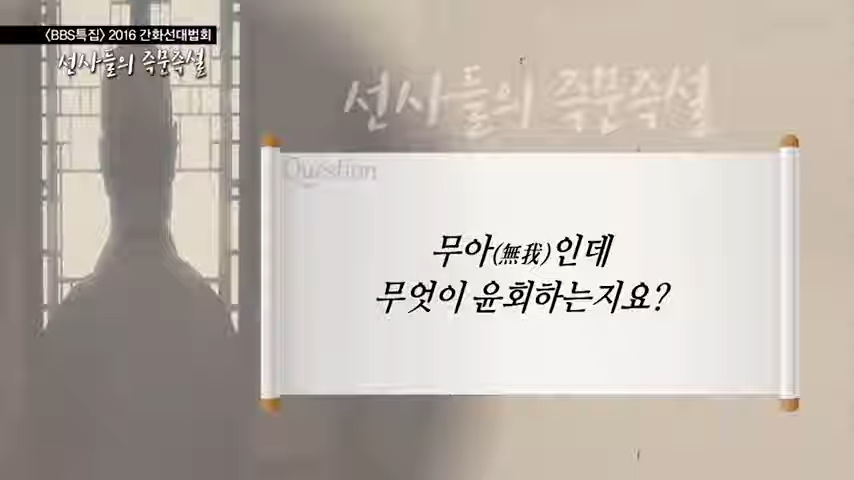 〈BBS특집〉 2016 간화선대법회
선사들의 즉문즉설
선사들의 즉문즉설
Question
무아(無我)인데
무엇이 윤회하는지요?